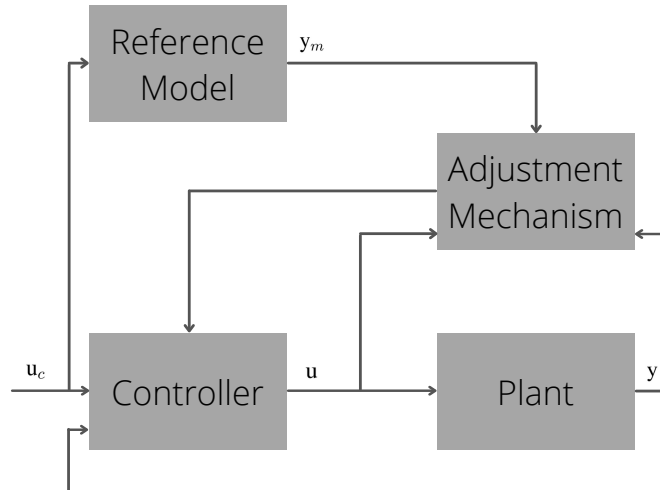 Reference
Model
y_m
Adjustment
Mechanism
u_c
Controller
u
Plant
y